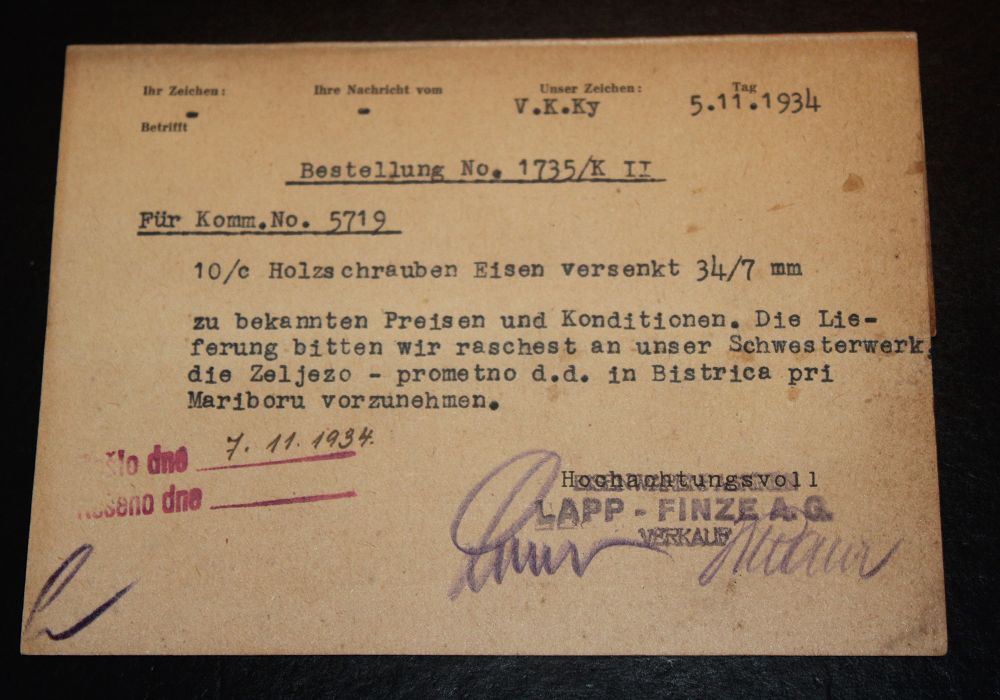 Ihr Zeichen: Ihre Nachricht vom Unser Zeichen: Tag
- - V.K.Ky 5.11.1934
Betrifft
Bestellung No. 1735/K II
Für Komm.No. 5719
10/c Holzschrauben Eisen versenkt 34/7 mm
zu bekannten Preisen und Konditionen. Die Lie-
ferung bitten wir raschest an unser Schwesterwerk,
die Zeljezo - prometno d.d. in Bistrica pri
Mariboru vorzunehmen.
dne 7. 11. 1934.
dne
Hochachtungsvoll
LAPP - FINZE A.G.
VERKAUF